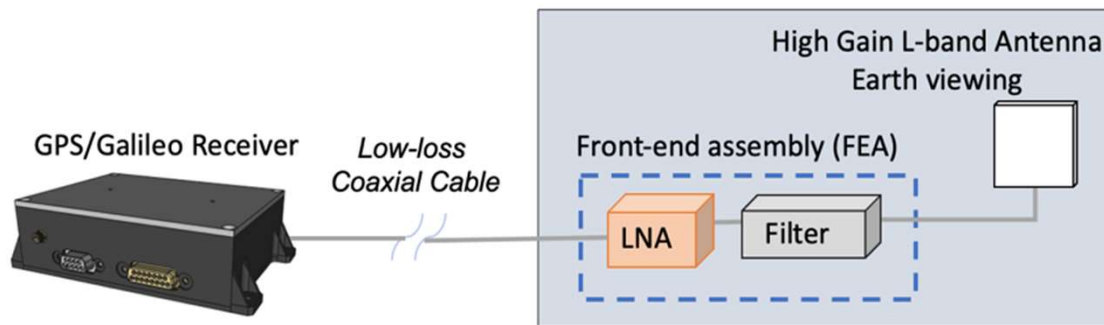 High Gain L-band Antenna
Earth viewing
GPS/Galileo Receiver
Low-loss
Coaxial Cable
Front-end assembly (FEA)
LNA
Filter